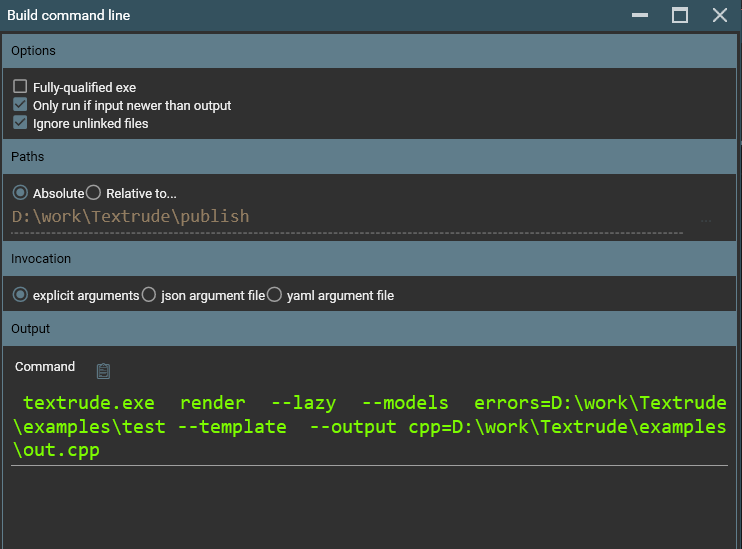 Build command line
Options
Fully-qualified exe
Only run if input newer than output
Ignore unlinked files
Paths
Absolute Relative to...
D:\work\Textrude\publish ...
Invocation
explicit arguments json argument file yaml argument file
Output
Command
textrude.exe render --lazy --models errors=D:\work\Textrude
\examples\test --template --output cpp=D:\work\Textrude\examples
\out.cpp